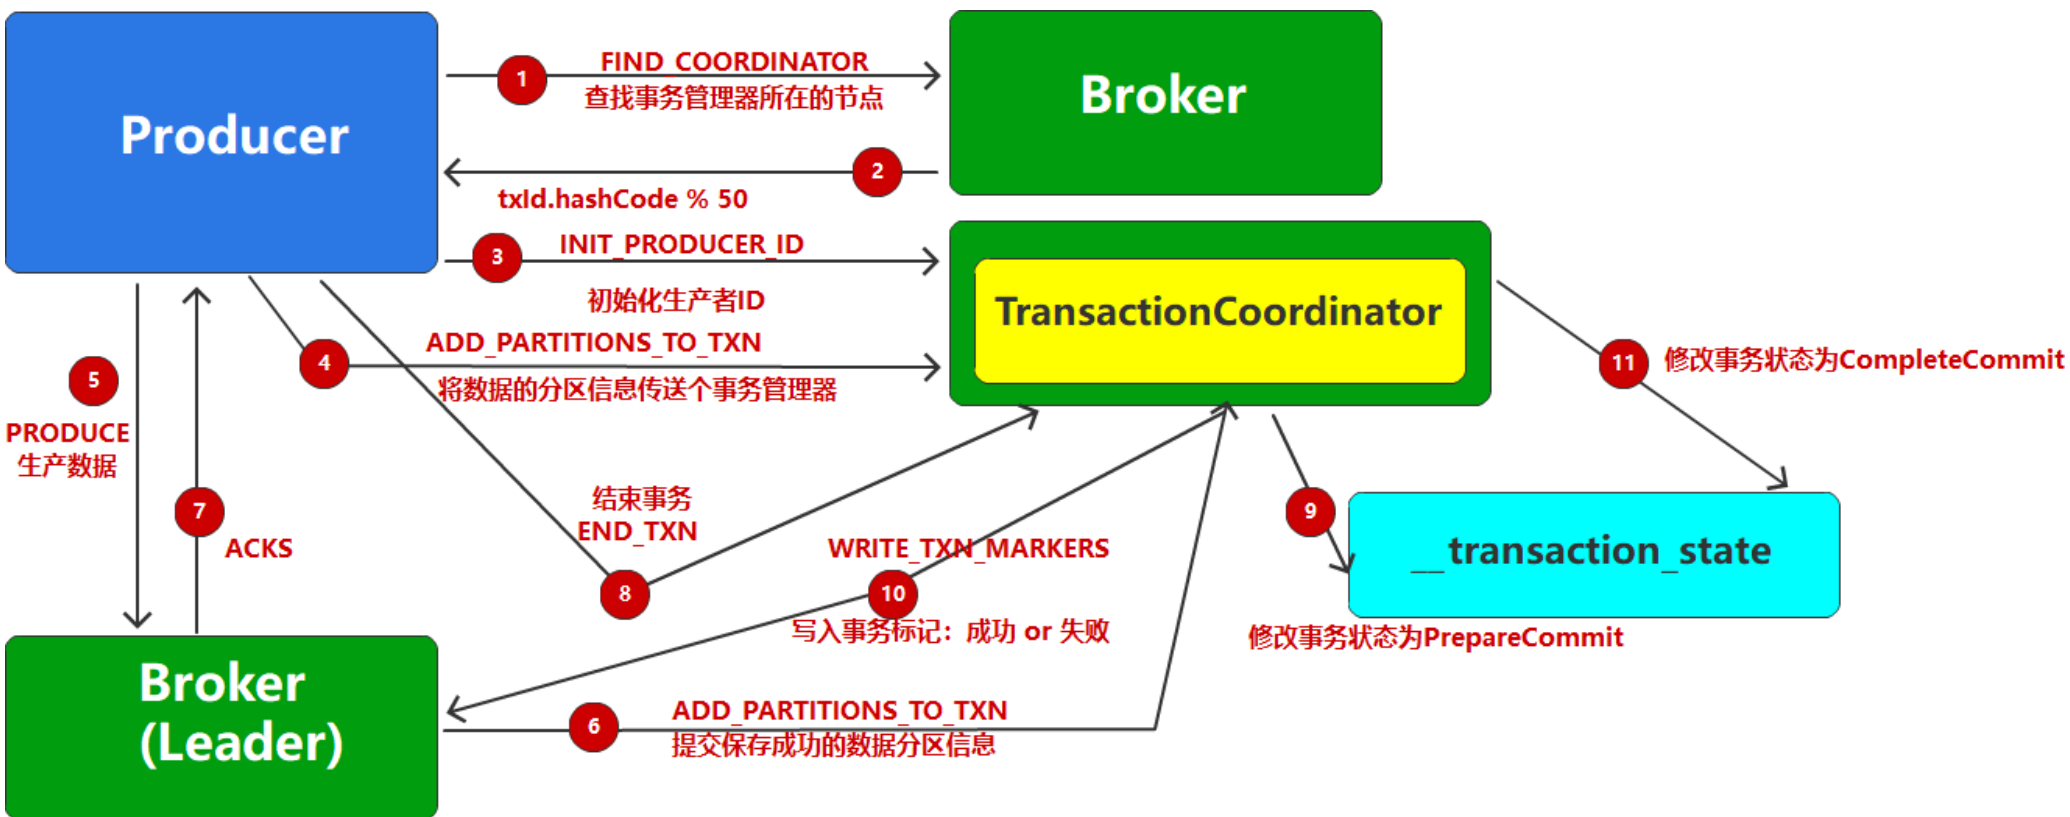 Producer
1
FIND_COORDINATOR
查找事务管理器所在的节点
Broker
2
txId.hashCode % 50
3
INIT_PRODUCER_ID
初始化生产者ID
TransactionCoordinator
4
ADD_PARTITIONS_TO_TXN
将数据的分区信息传送个事务管理器
11
修改事务状态为CompleteCommit
5
PRODUCE
生产数据
7
ACKS
结束事务
END_TXN
8
WRITE_TXN_MARKERS
10
写入事务标记：成功 or 失败
9
__transaction_state
修改事务状态为PrepareCommit
Broker
(Leader)
6
ADD_PARTITIONS_TO_TXN
提交保存成功的数据分区信息